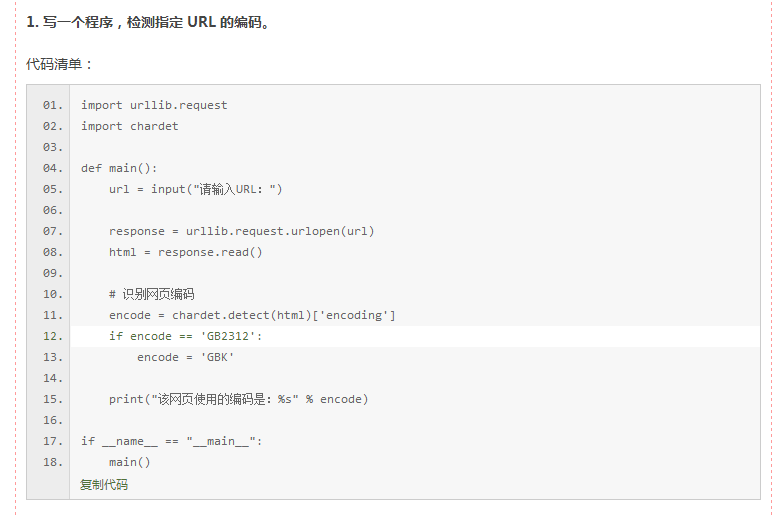 1. 写一个程序，检测指定 URL 的编码。
代码清单：
01. import urllib.request
02. import chardet
03.
04. def main():
05.     url = input("请输入URL：")
06.
07.     response = urllib.request.urlopen(url)
08.     html = response.read()
09.
10.     # 识别网页编码
11.     encode = chardet.detect(html)['encoding']
12.     if encode == 'GB2312':
13.         encode = 'GBK'
14.
15.     print("该网页使用的编码是：%s" % encode)
16.
17. if __name__ == "__main__":
18.     main()
复制代码